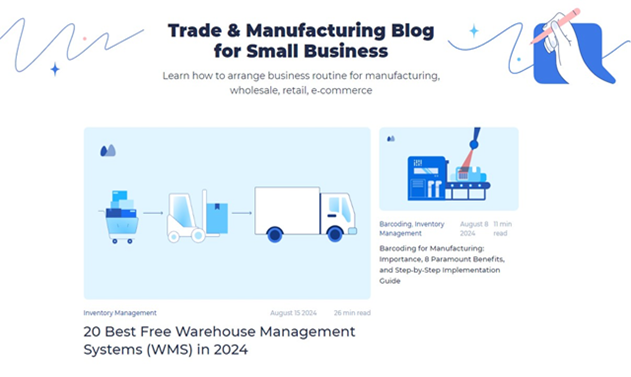 Trade & Manufacturing Blog
for Small Business
Learn how to arrange business routine for manufacturing,
wholesale, retail, e-commerce
Inventory Management August 15 2024 26 min read
20 Best Free Warehouse Management
Systems (WMS) in 2024
Barcoding, Inventory August 8 11 min
Management 2024 read
Barcoding for Manufacturing:
Importance, 8 Paramount Benefits,
and Step-by-Step Implementation
Guide